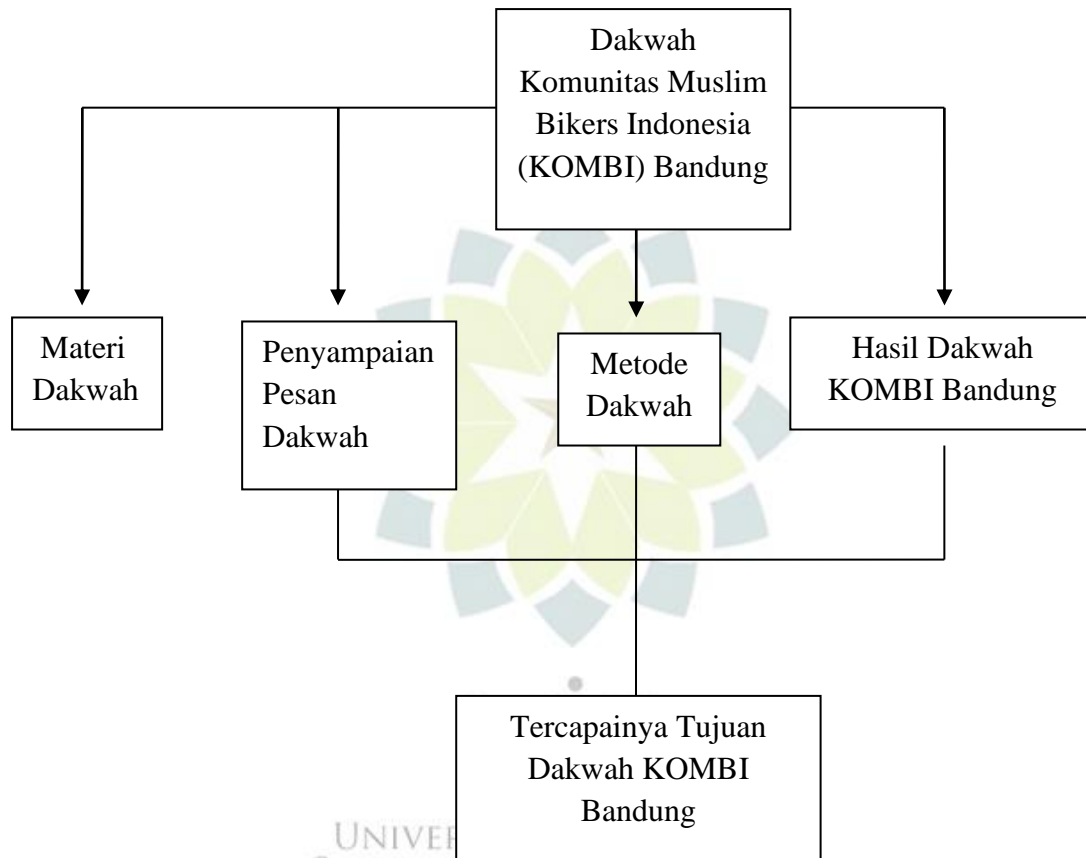 Dakwah
Komunitas Muslim
Bikers Indonesia
(KOMBI) Bandung
Materi
Dakwah
Penyampaian
Pesan
Dakwah
Metode
Dakwah
Hasil Dakwah
KOMBI Bandung
Tercapainya Tujuan
Dakwah KOMBI
Bandung